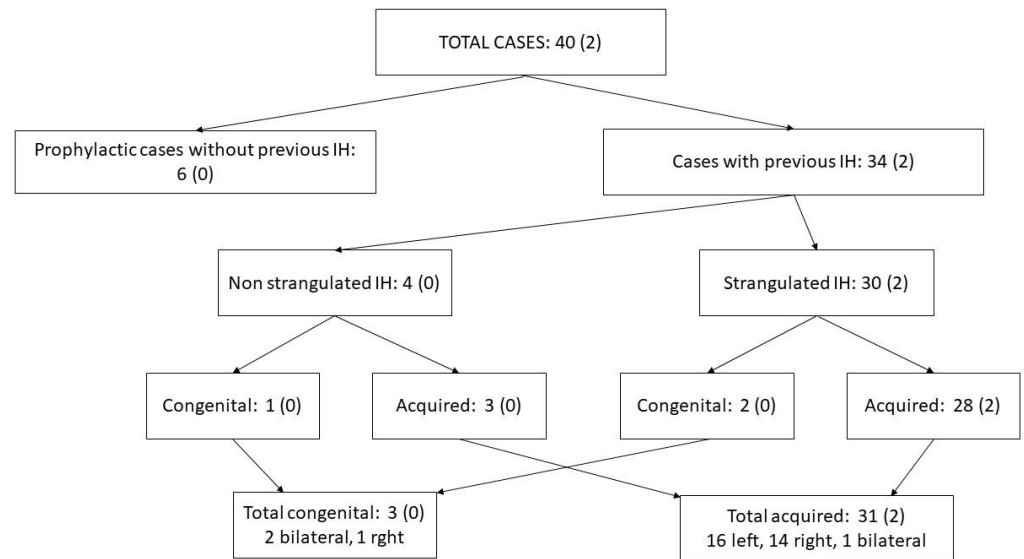 TOTAL CASES: 40 (2)
Prophylactic cases without previous IH:
6 (0)
Cases with previous IH: 34 (2)
Non strangulated IH: 4 (0)
Strangulated IH: 30 (2)
Congenital: 1 (0)
Acquired: 3 (0)
Congenital: 2 (0)
Acquired: 28 (2)
Total congenital: 3 (0)
2 bilateral, 1 rght
Total acquired: 31 (2)
16 left, 14 right, 1 bilateral